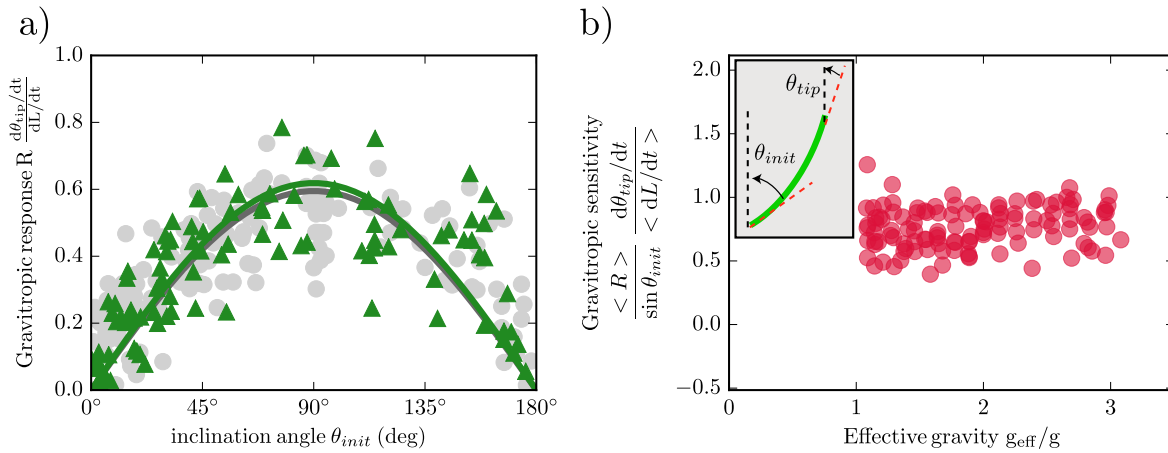 a)
Gravitropic response R dθtip/dt / dL/dt
1.0
0.8
0.6
0.4
0.2
0.0
0°
45°
90°
135°
180°
inclination angle θinit (deg)
b)
Gravitropic sensitivity
< R > / sin θinit dθtip/dt / < dL/dt >
2.0
1.5
1.0
0.5
0.0
−0.5
θtip
θinit
0
1
2
3
Effective gravity geff/g